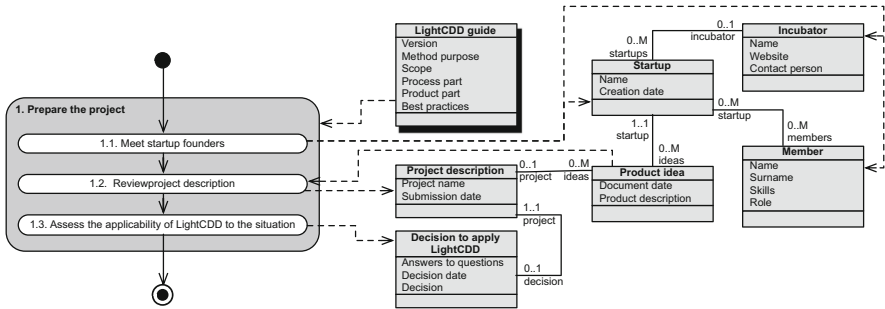 1. Prepare the project
1.1. Meet startup founders
1.2. Reviewproject description
1.3. Assess the applicability of LightCDD to the situation
LightCDD guide
Version
Method purpose
Scope
Process part
Product part
Best practices
Project description
Project name
Submission date
0..1
project
0..M
ideas
1..1
project
Decision to apply
LightCDD
Answers to questions
Decision date
Decision
0..1
decision
0..M
startups
0..1
incubator
Startup
Name
Creation date
1..1
startup
0..M
ideas
Product idea
Document date
Product description
Incubator
Name
Website
Contact person
0..M
startup
0..M
members
Member
Name
Surname
Skills
Role